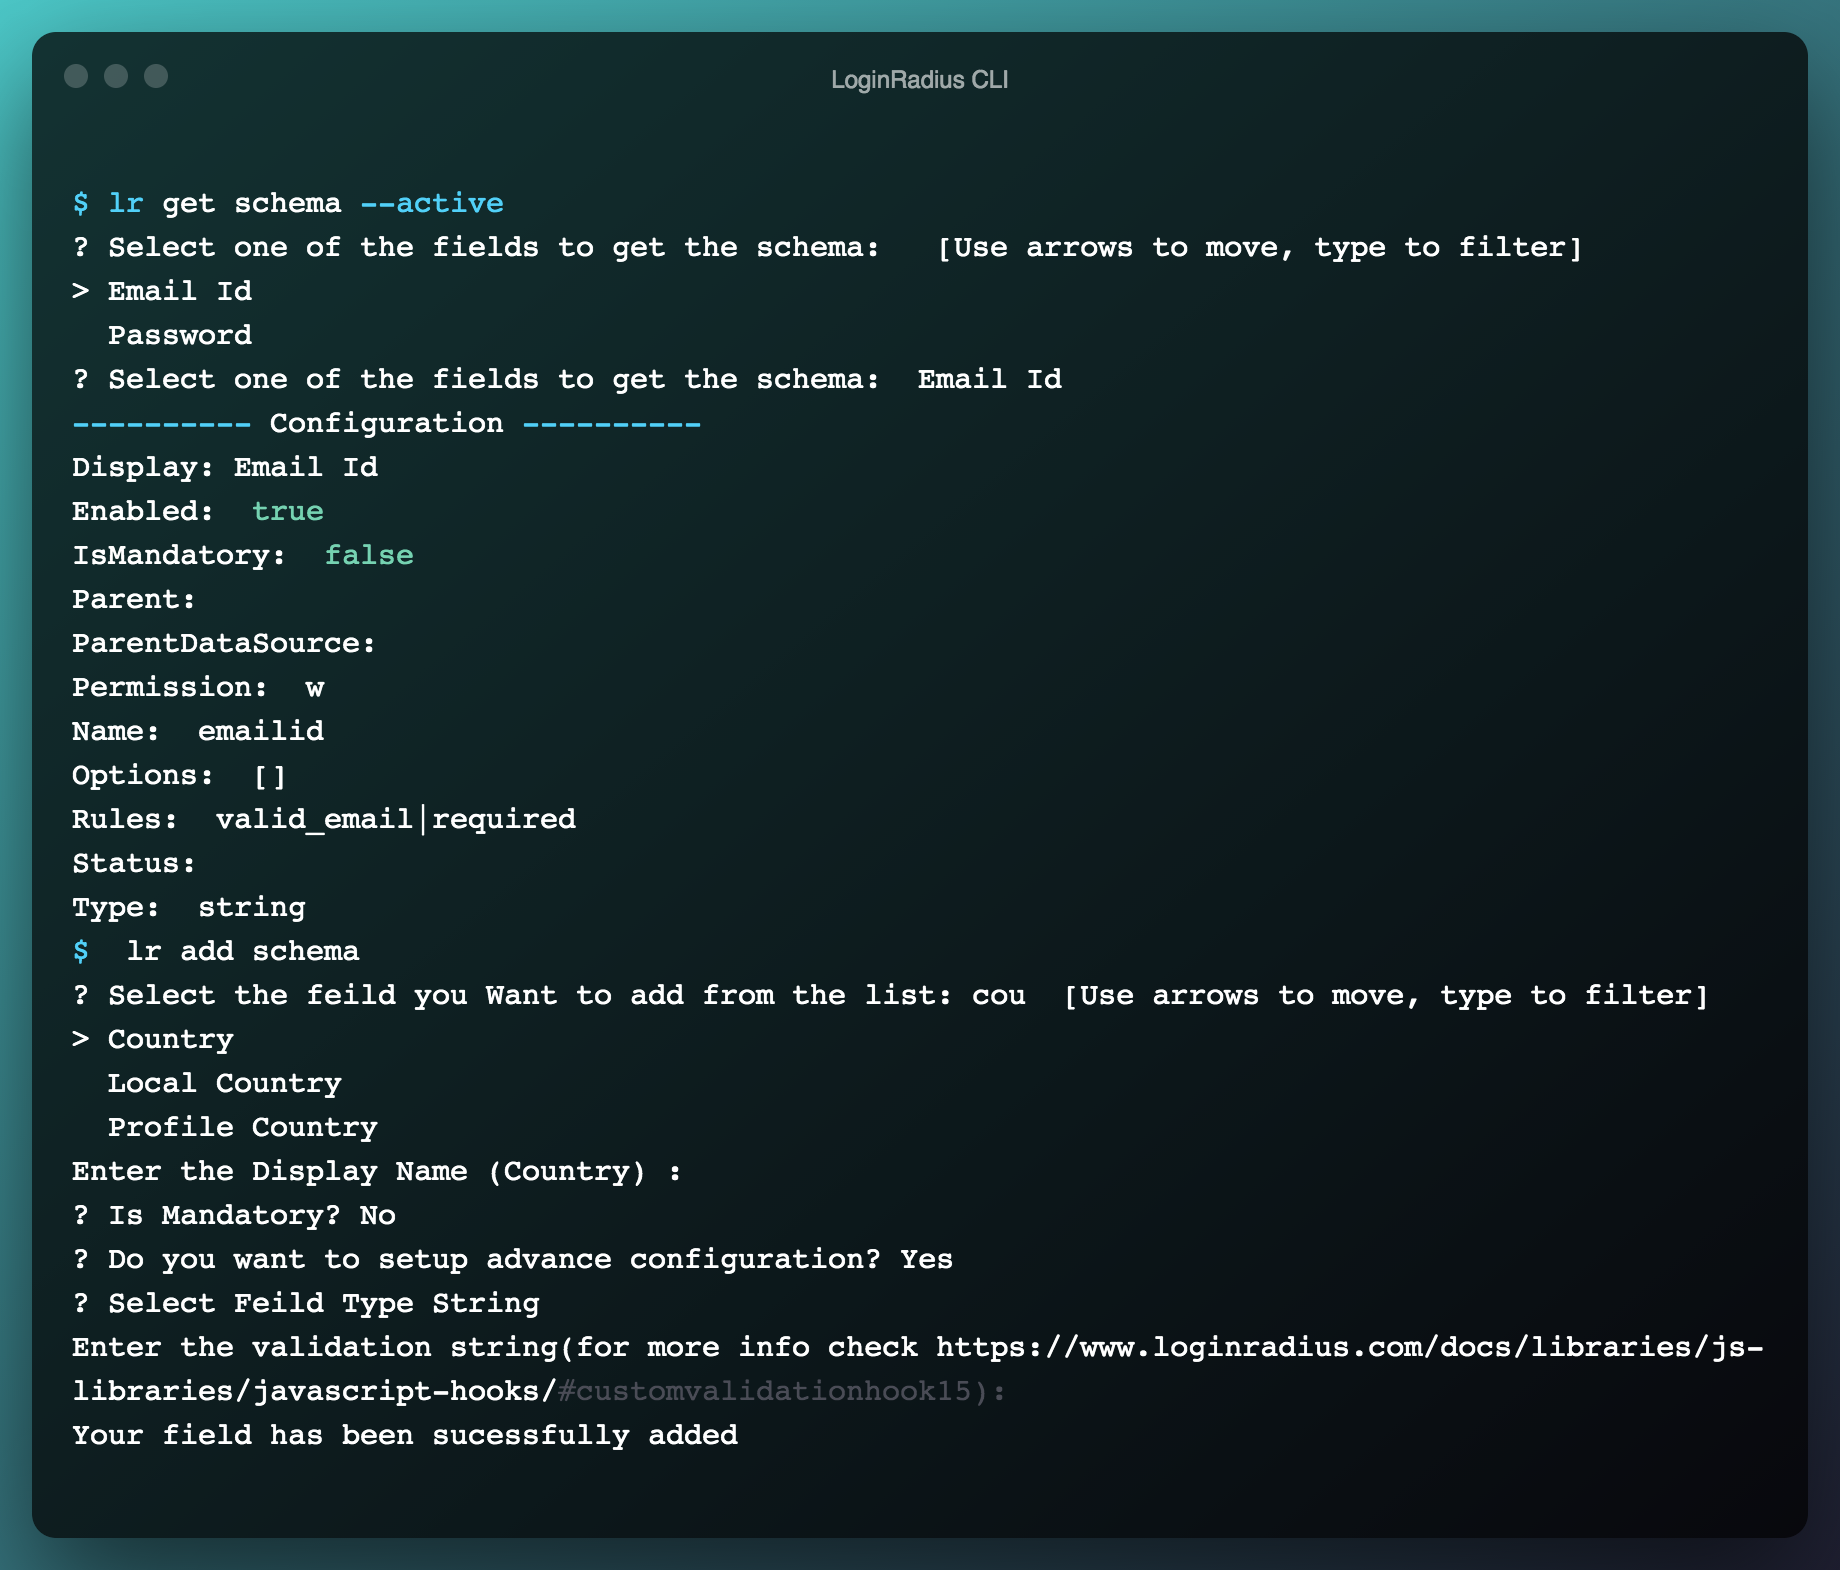 LoginRadius CLI
$ lr get schema --active
? Select one of the fields to get the schema:   [Use arrows to move, type to filter]
> Email Id
  Password
? Select one of the fields to get the schema:  Email Id
---------- Configuration ----------
Display: Email Id
Enabled:  true
IsMandatory:  false
Parent:
ParentDataSource:
Permission:  w
Name:  emailid
Options:  []
Rules:  valid_email|required
Status:
Type:  string
$  lr add schema
? Select the feild you Want to add from the list: cou  [Use arrows to move, type to filter]
> Country
  Local Country
  Profile Country
Enter the Display Name (Country) :
? Is Mandatory? No
? Do you want to setup advance configuration? Yes
? Select Feild Type String
Enter the validation string(for more info check https://www.loginradius.com/docs/libraries/js-
libraries/javascript-hooks/#customvalidationhook15):
Your field has been sucessfully added